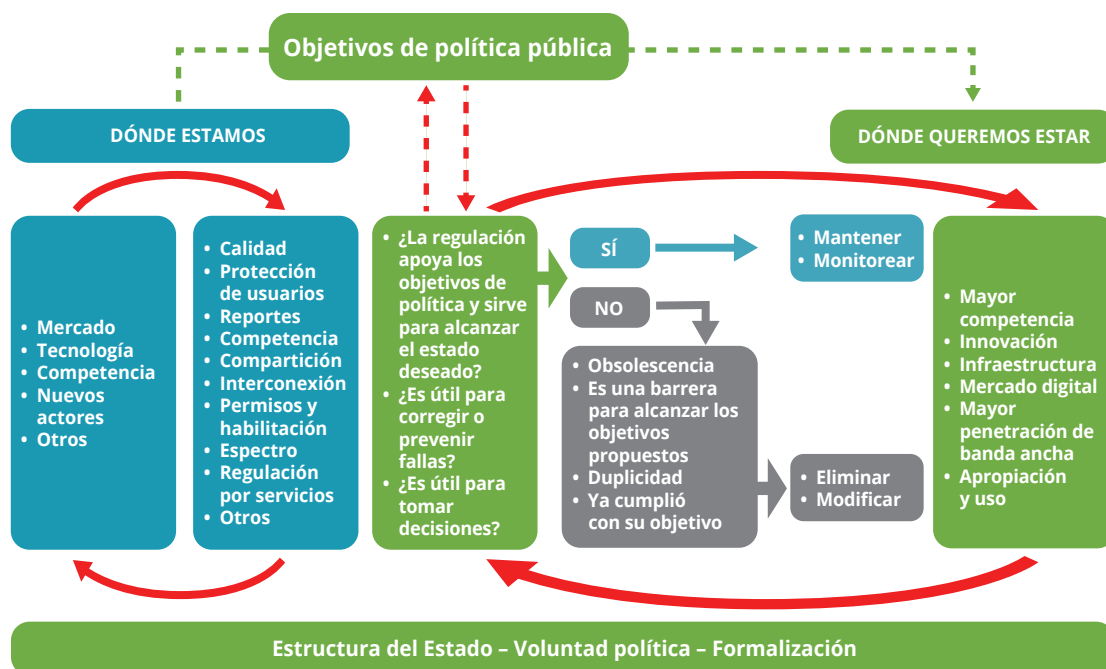 Objetivos de política pública
DÓNDE ESTAMOS
DÓNDE QUEREMOS ESTAR
• Mercado
• Tecnología
• Competencia
• Nuevos
actores
• Otros
• Calidad
• Protección
de usuarios
• Reportes
• Competencia
• Compartición
• Interconexión
• Permisos y
habilitación
• Espectro
• Regulación
por servicios
• Otros
• ¿La regulación
apoya los
objetivos de
política y sirve
para alcanzar
el estado
deseado?
• ¿Es útil para
corregir o
prevenir
fallas?
• ¿Es útil para
tomar
decisiones?
SÍ
• Mantener
• Monitorear
NO
• Obsolescencia
• Es una barrera
para alcanzar los
objetivos
propuestos
• Duplicidad
• Ya cumplió
con su objetivo
• Eliminar
• Modificar
• Mayor
competencia
• Innovación
• Infraestructura
• Mercado digital
• Mayor
penetración de
banda ancha
• Apropiación
y uso
Estructura del Estado – Voluntad política – Formalización